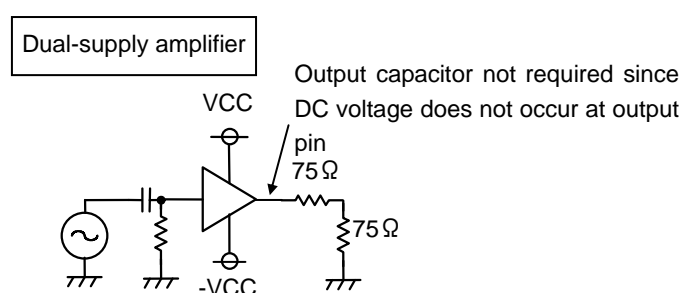 Dual-supply amplifier
Output capacitor not required since
DC voltage does not occur at output
pin
VCC
75Ω
75Ω
-VCC